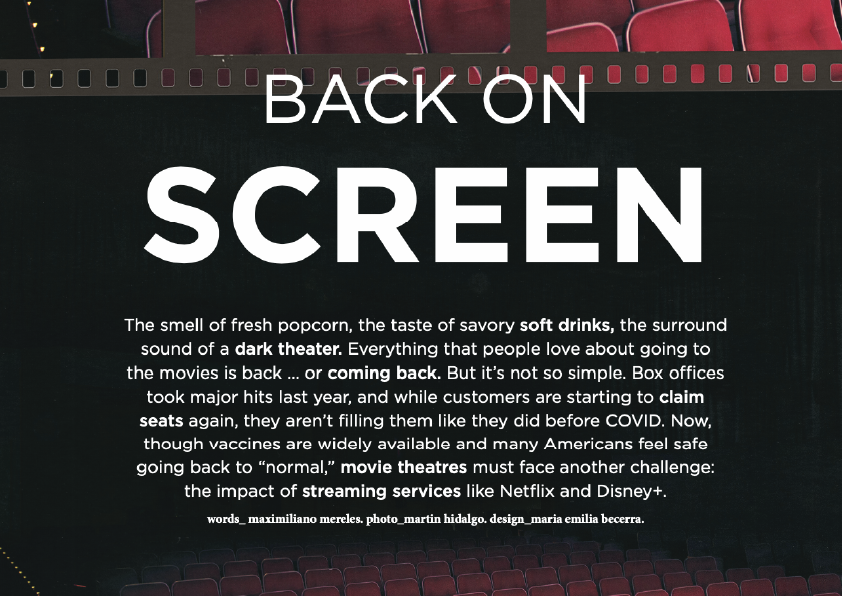 BACK ON
SCREEN
The smell of fresh popcorn, the taste of savory soft drinks, the surround
sound of a dark theater. Everything that people love about going to
the movies is back ... or coming back. But it’s not so simple. Box offices
took major hits last year, and while customers are starting to claim
seats again, they aren’t filling them like they did before COVID. Now,
though vaccines are widely available and many Americans feel safe
going back to “normal,” movie theatres must face another challenge:
the impact of streaming services like Netflix and Disney+.
words_ maximiliano mereles. photo_martin hidalgo. design_maria emilia becerra.